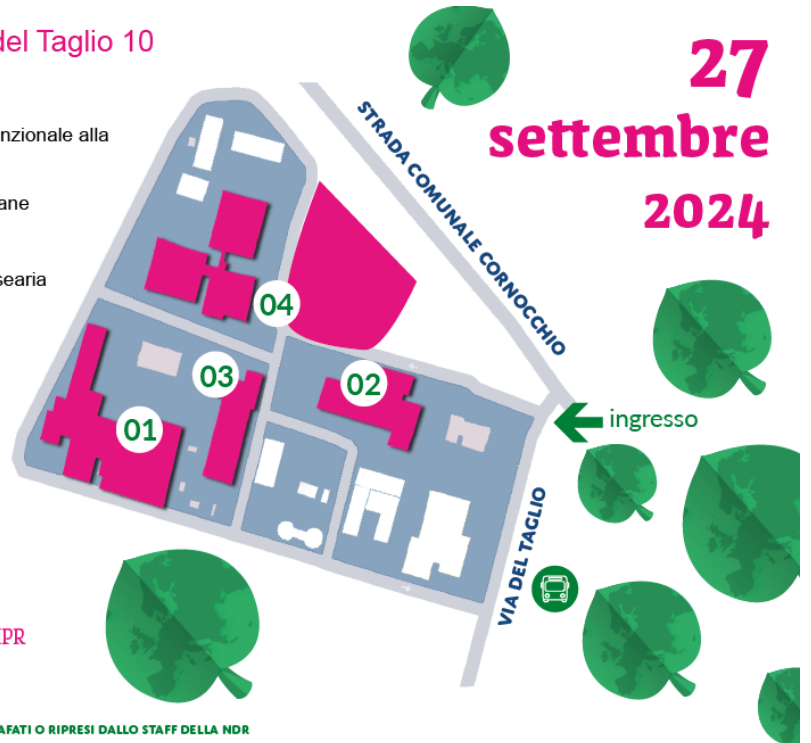 del Taglio 10
27
settembre
2024
nzionale alla
ane
searia
STRADA COMUNALE CORNOCCHIO
04
03
02
01
ingresso
VIA DEL TAGLIO
IPR
AFATI O RIPRESI DALLO STAFF DELLA NDR